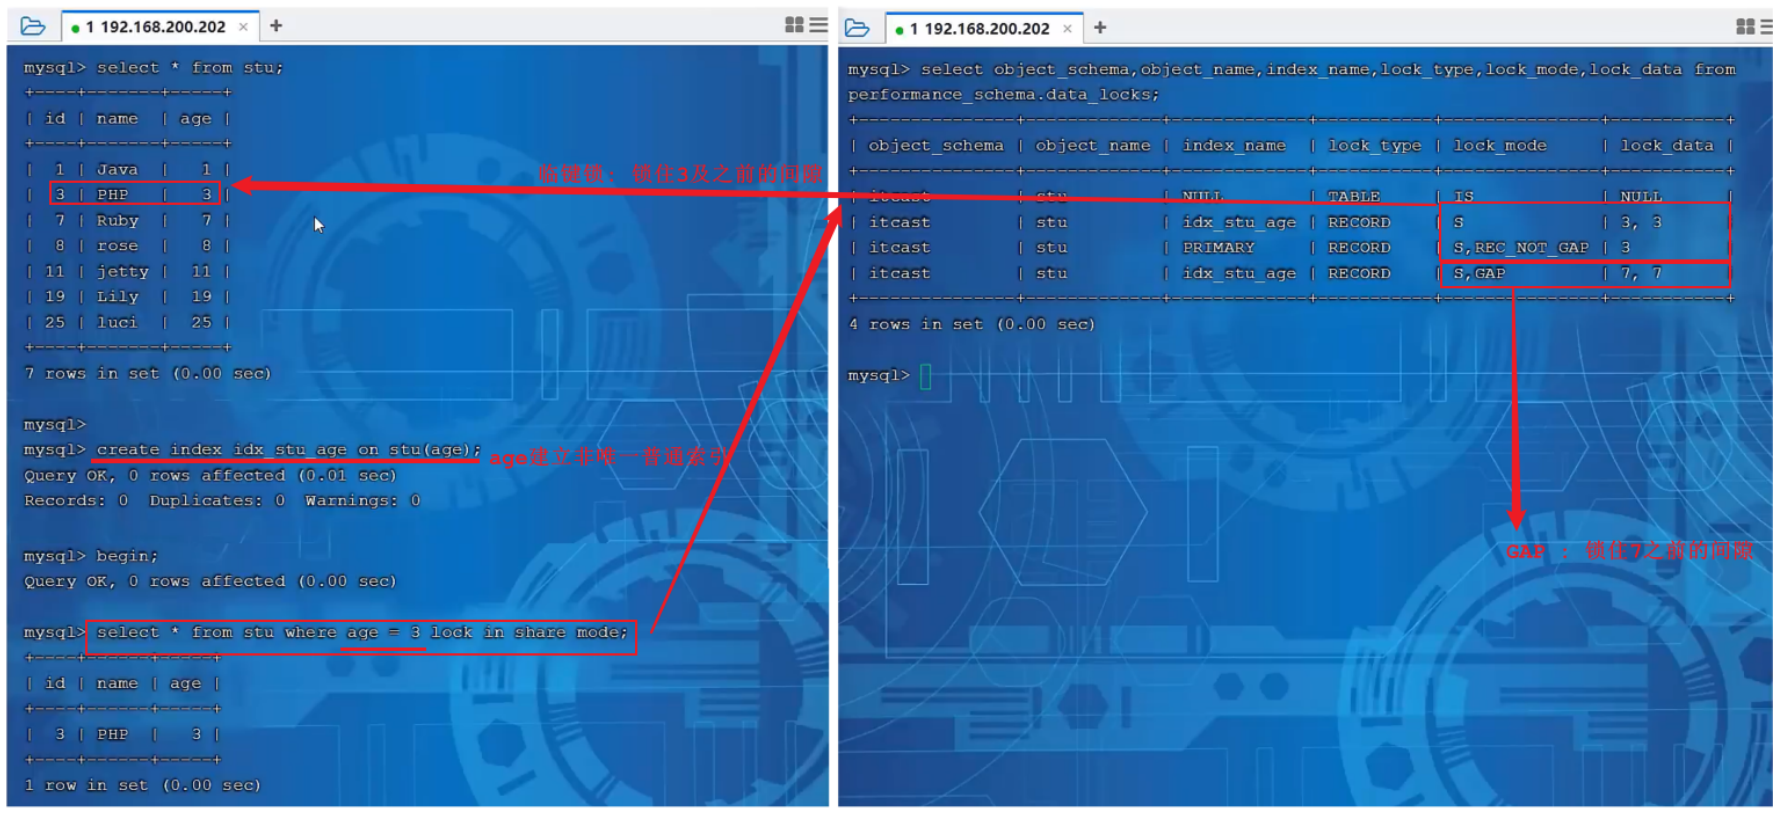 1 192.168.200.202
mysql> select * from stu;
+----+-------+-----+
| id | name  | age |
+----+-------+-----+
|  1 | Java  |   1 |
|  3 | PHP   |   3 |
|  7 | Ruby  |   7 |
|  8 | rose  |   8 |
| 11 | jetty |  11 |
| 19 | Lily  |  19 |
| 25 | luci  |  25 |
+----+-------+-----+
7 rows in set (0.00 sec)
mysql>
mysql> create index idx_stu_age on stu(age);
age建立非唯一普通索引
Query OK, 0 rows affected (0.01 sec)
Records: 0  Duplicates: 0  Warnings: 0
mysql> begin;
Query OK, 0 rows affected (0.00 sec)
mysql> select * from stu where age = 3 lock in share mode;
+----+------+-----+
| id | name | age |
+----+------+-----+
|  3 | PHP  |   3 |
+----+------+-----+
1 row in set (0.00 sec)
临键锁: 锁住3及之前的间隙
1 192.168.200.202
mysql> select object_schema,object_name,index_name,lock_type,lock_mode,lock_data from
performance_schema.data_locks;
+---------------+-------------+-------------+-----------+---------------+-----------+
| object_schema | object_name | index_name  | lock_type | lock_mode     | lock_data |
+---------------+-------------+-------------+-----------+---------------+-----------+
| itcast        | stu         | NULL        | TABLE     | IS            | NULL      |
| itcast        | stu         | idx_stu_age | RECORD    | S             | 3, 3      |
| itcast        | stu         | PRIMARY     | RECORD    | S,REC_NOT_GAP | 3         |
| itcast        | stu         | idx_stu_age | RECORD    | S,GAP         | 7, 7      |
+---------------+-------------+-------------+-----------+---------------+-----------+
4 rows in set (0.00 sec)
mysql>
GAP : 锁住7之前的间隙